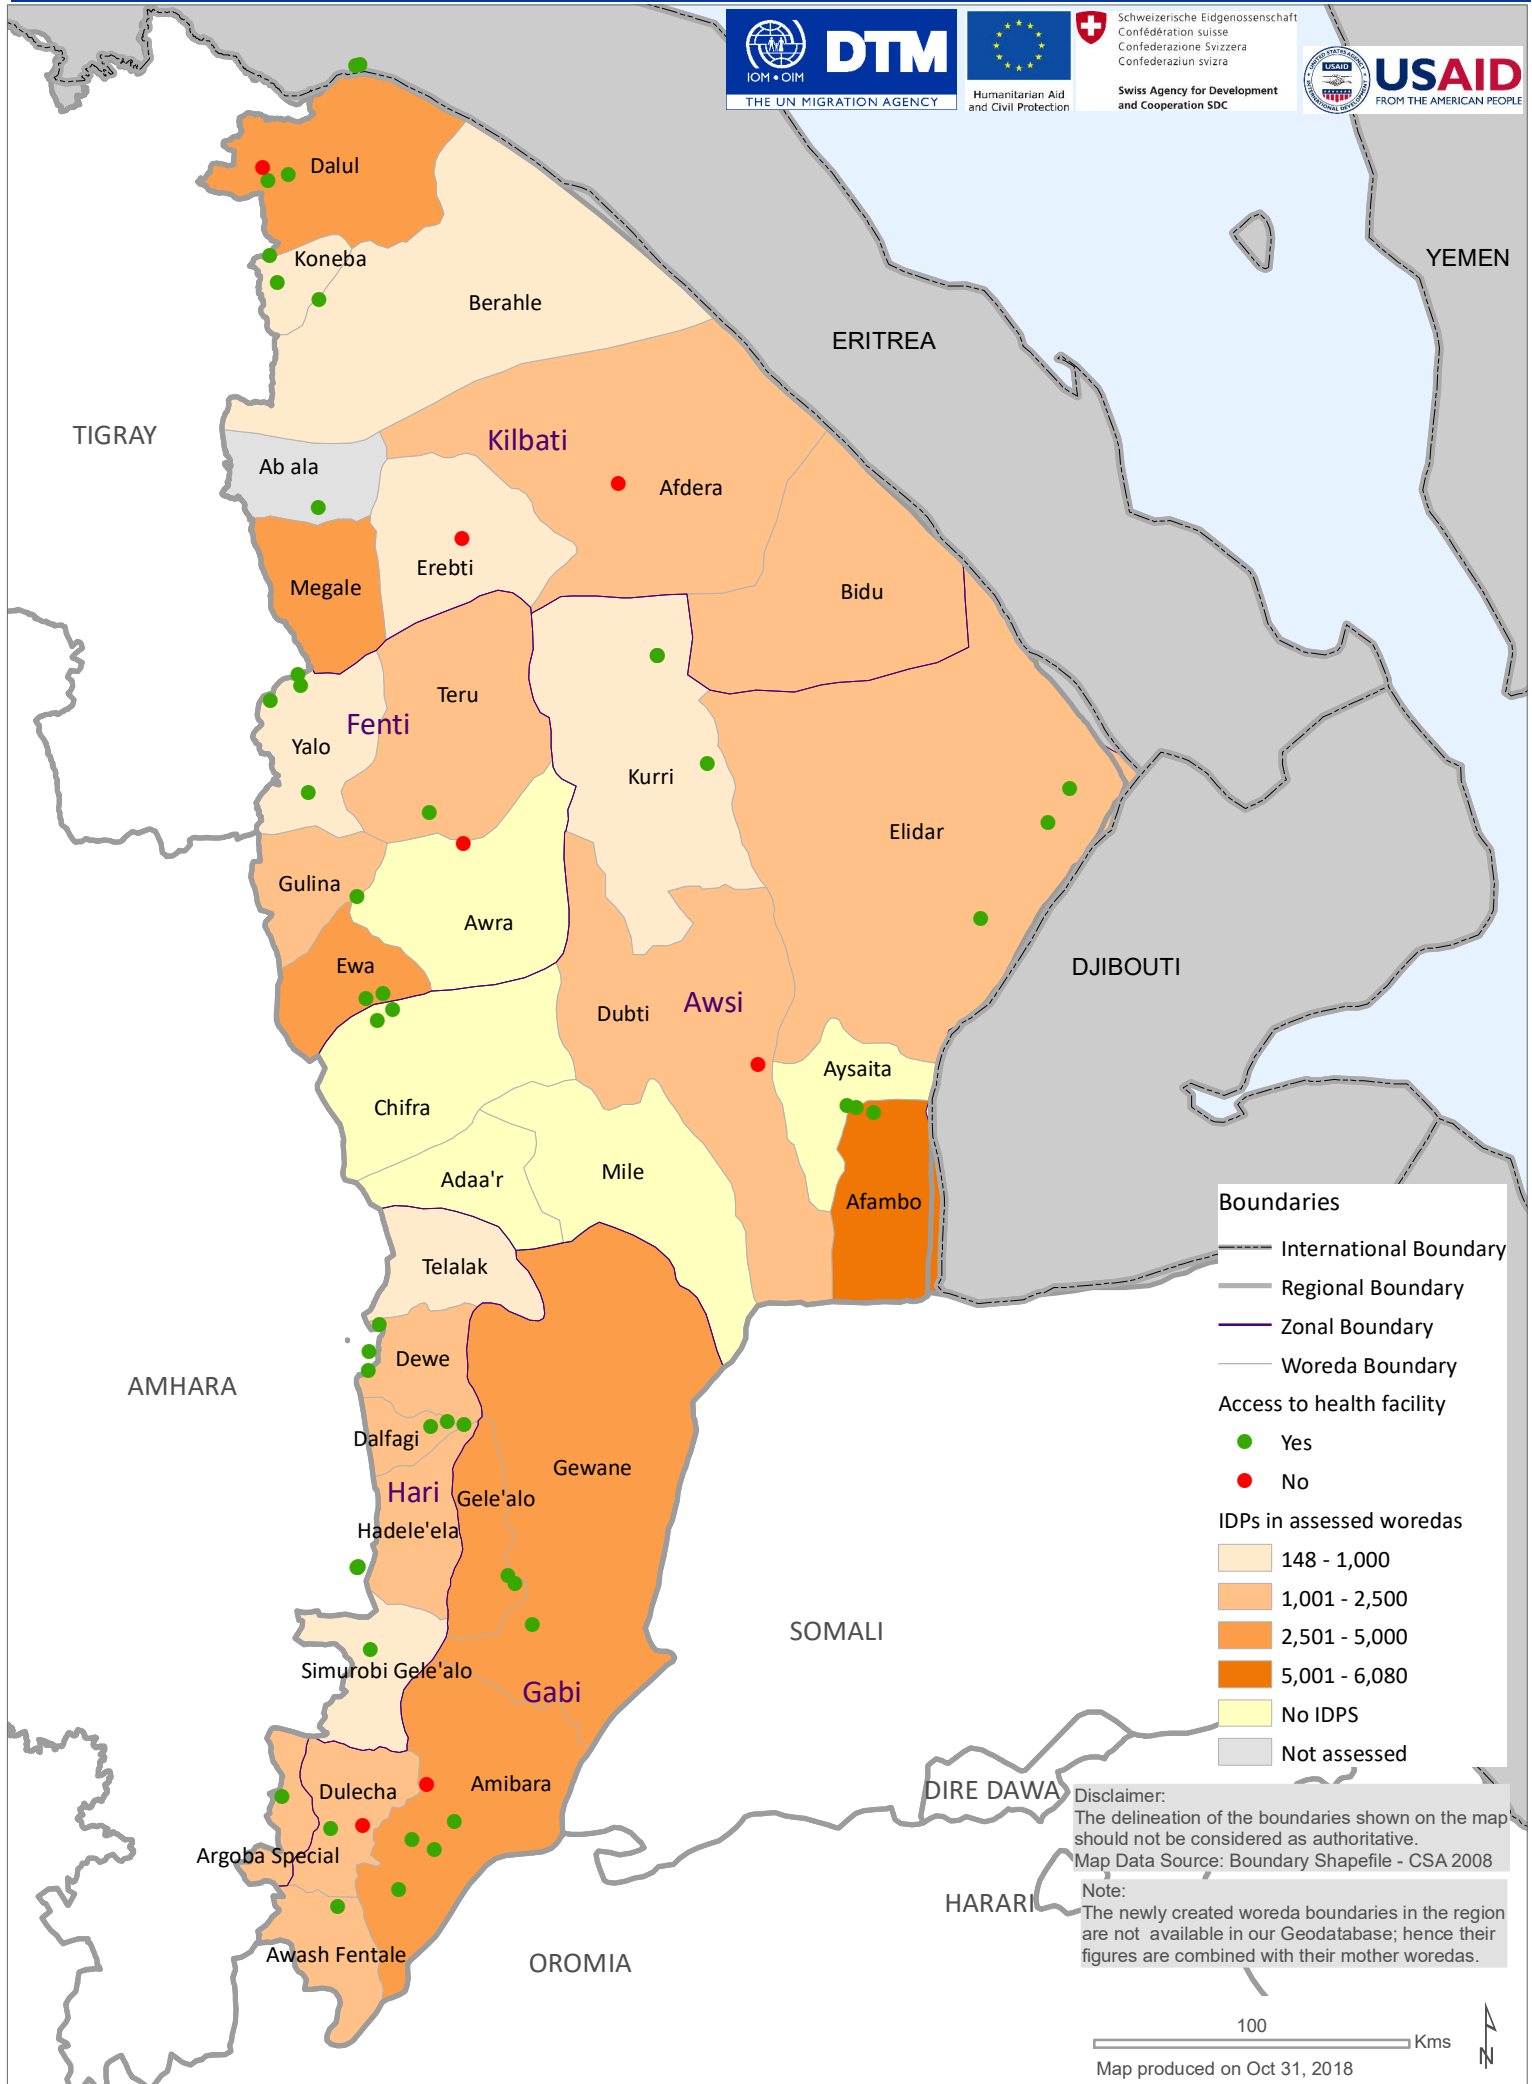 IOM • OIM
DTM
THE UN MIGRATION AGENCY
Humanitarian Aid
and Civil Protection
Schweizerische Eidgenossenschaft
Confédération suisse
Confederazione Svizzera
Confederaziun svizra
Swiss Agency for Development
and Cooperation SDC
UNITED STATES AGENCY
USAID
INTERNATIONAL DEVELOPMENT
USAID
FROM THE AMERICAN PEOPLE
Dalul
Koneba
YEMEN
Berahle
ERITREA
TIGRAY
Kilbati
Ab ala
Afdera
Erebti
Megale
Bidu
Teru
Fenti
Yalo
Kurri
Elidar
Gulina
Awra
Ewa
DJIBOUTI
Dubti
Awsi
Aysaita
Chifra
Adaa'r
Mile
Afambo
Telalak
Dewe
AMHARA
Dalfagi
Gewane
Hari
Gele'alo
Hadele'ela
SOMALI
Simurobi Gele'alo
Gabi
Dulecha
Amibara
DIRE DAWA
Argoba Special
HARARI
Awash Fentale
OROMIA
Boundaries
International Boundary
Regional Boundary
Zonal Boundary
Woreda Boundary
Access to health facility
Yes
No
IDPs in assessed woredas
148 - 1,000
1,001 - 2,500
2,501 - 5,000
5,001 - 6,080
No IDPS
Not assessed
Disclaimer:
The delineation of the boundaries shown on the map
should not be considered as authoritative.
Map Data Source: Boundary Shapefile - CSA 2008
Note:
The newly created woreda boundaries in the region
are not available in our Geodatabase; hence their
figures are combined with their mother woredas.
100
Kms
N
Map produced on Oct 31, 2018